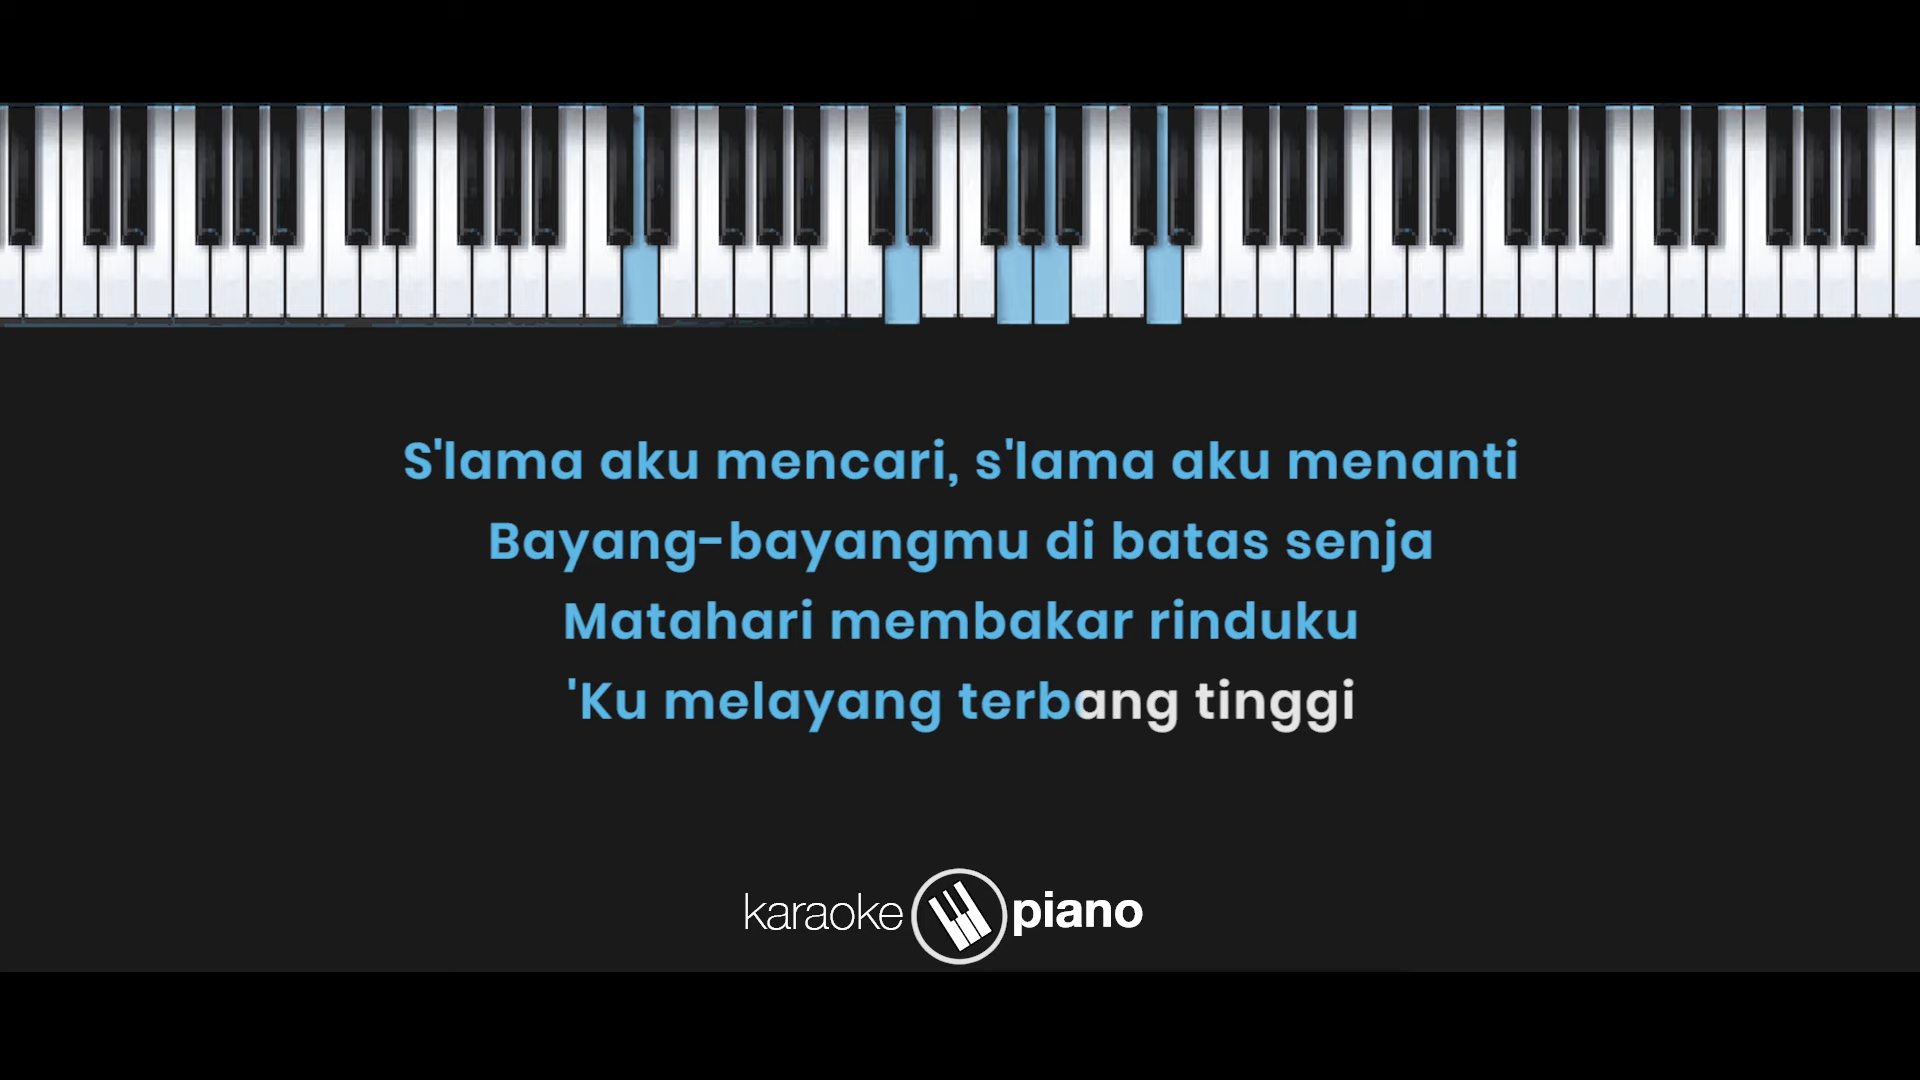 S'lama aku mencari, s'lama aku menanti
Bayang-bayangmu di batas senja
Matahari membakar rinduku
'Ku melayang terbang tinggi
karaoke piano